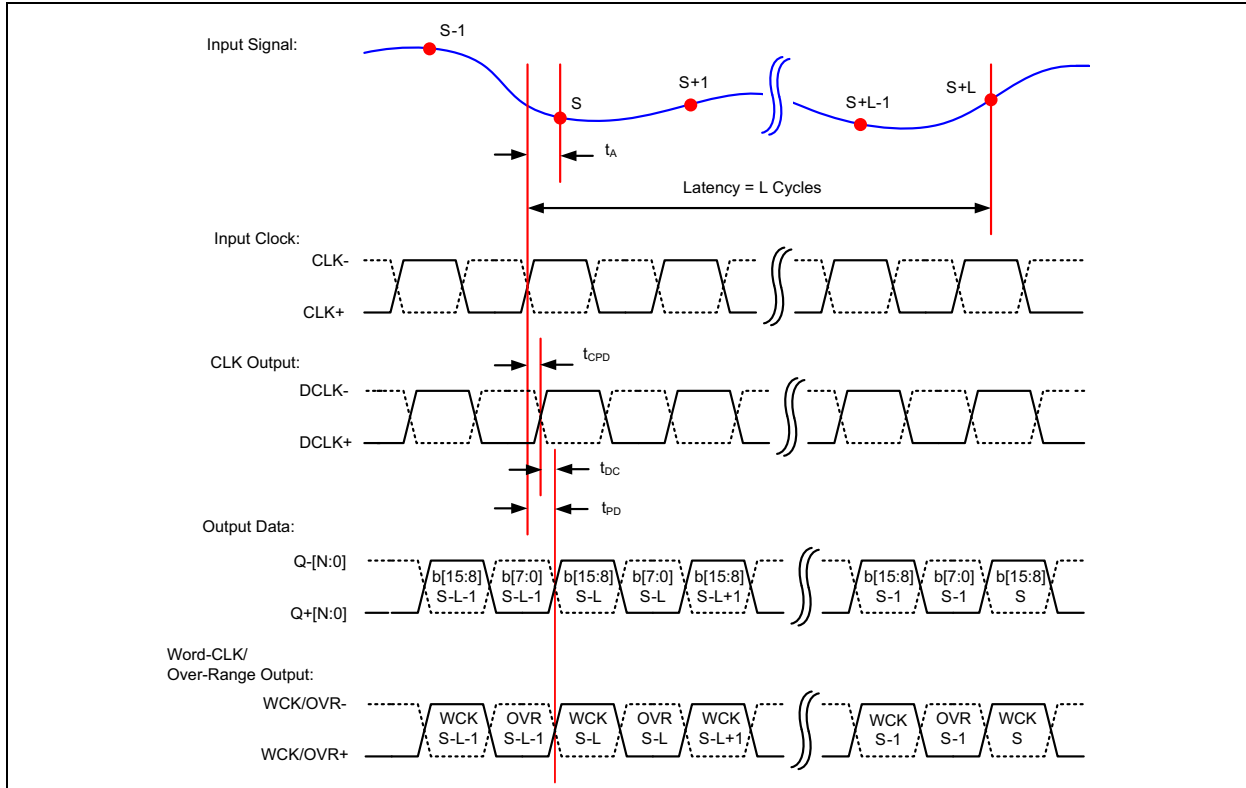 Input Signal:
S-1
S
S+1
S+L-1
S+L
tA
Latency = L Cycles
Input Clock:
CLK-
CLK+
CLK Output:
tCPD
DCLK-
DCLK+
tDC
tPD
Output Data:
Q-[N:0]
Q+[N:0]
b[15:8] b[7:0] b[15:8] b[7:0] b[15:8] b[15:8] b[7:0] b[15:8]
S-L-1 S-L-1 S-L S-L S-L+1 S-1 S-1 S
Word-CLK/
Over-Range Output:
WCK/OVR-
WCK/OVR+
WCK OVR WCK OVR WCK WCK OVR WCK
S-L-1 S-L-1 S-L S-L S-L+1 S-1 S-1 S